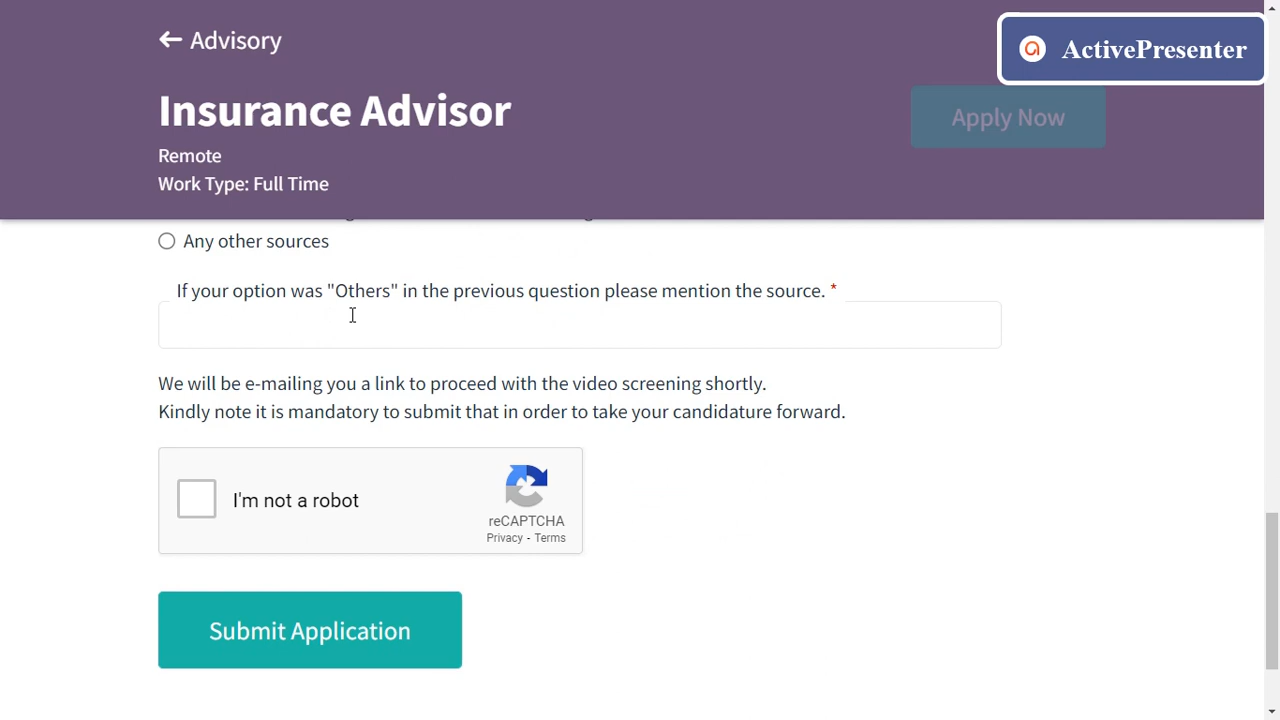 ← Advisory
ActivePresenter
Insurance Advisor
Apply Now
Remote
Work Type: Full Time
Any other sources
If your option was "Others" in the previous question please mention the source. *
We will be e-mailing you a link to proceed with the video screening shortly.
Kindly note it is mandatory to submit that in order to take your candidature forward.
I'm not a robot
reCAPTCHA
Privacy - Terms
Submit Application